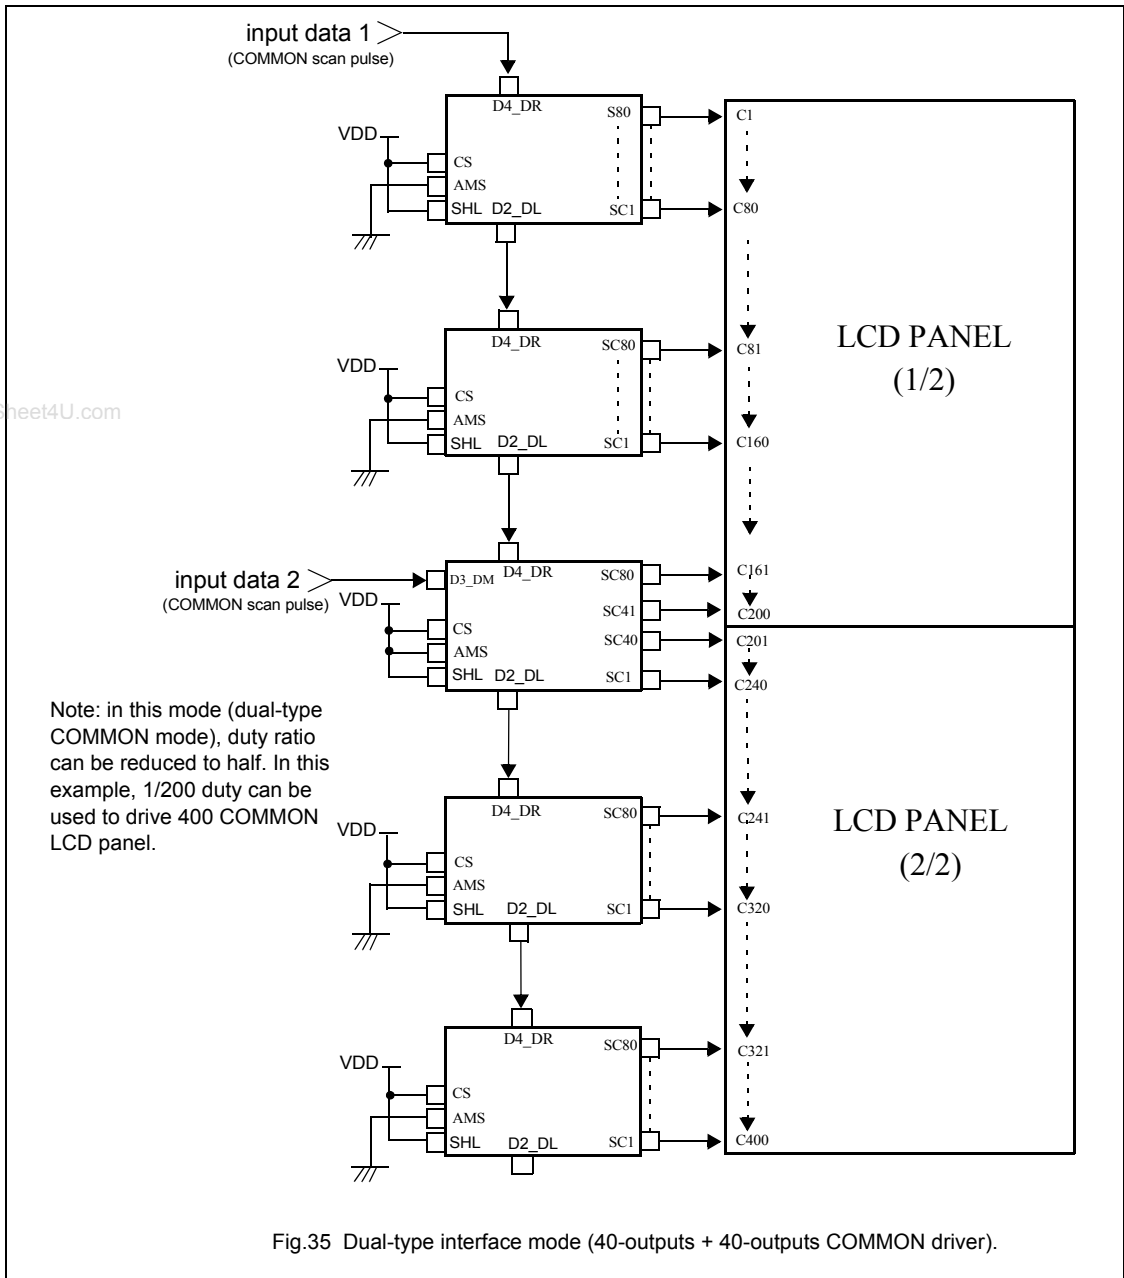 input data 1
(COMMON scan pulse)
D4_DR
S80
C1
VDD
CS
AMS
SHL
D2_DL
SC1
C80
D4_DR
SC80
C81
LCD PANEL
(1/2)
VDD
CS
AMS
SHL
D2_DL
SC1
C160
heet4U.com
input data 2
(COMMON scan pulse)
D3_DM
D4_DR
SC80
C161
VDD
SC41
C200
CS
SC40
C201
AMS
SHL
D2_DL
SC1
C240
Note: in this mode (dual-type
COMMON mode), duty ratio
can be reduced to half. In this
example, 1/200 duty can be
used to drive 400 COMMON
LCD panel.
D4_DR
SC80
C241
LCD PANEL
(2/2)
VDD
CS
AMS
SHL
D2_DL
SC1
C320
D4_DR
SC80
C321
VDD
CS
AMS
SHL
D2_DL
SC1
C400
Fig.35 Dual-type interface mode (40-outputs + 40-outputs COMMON driver).